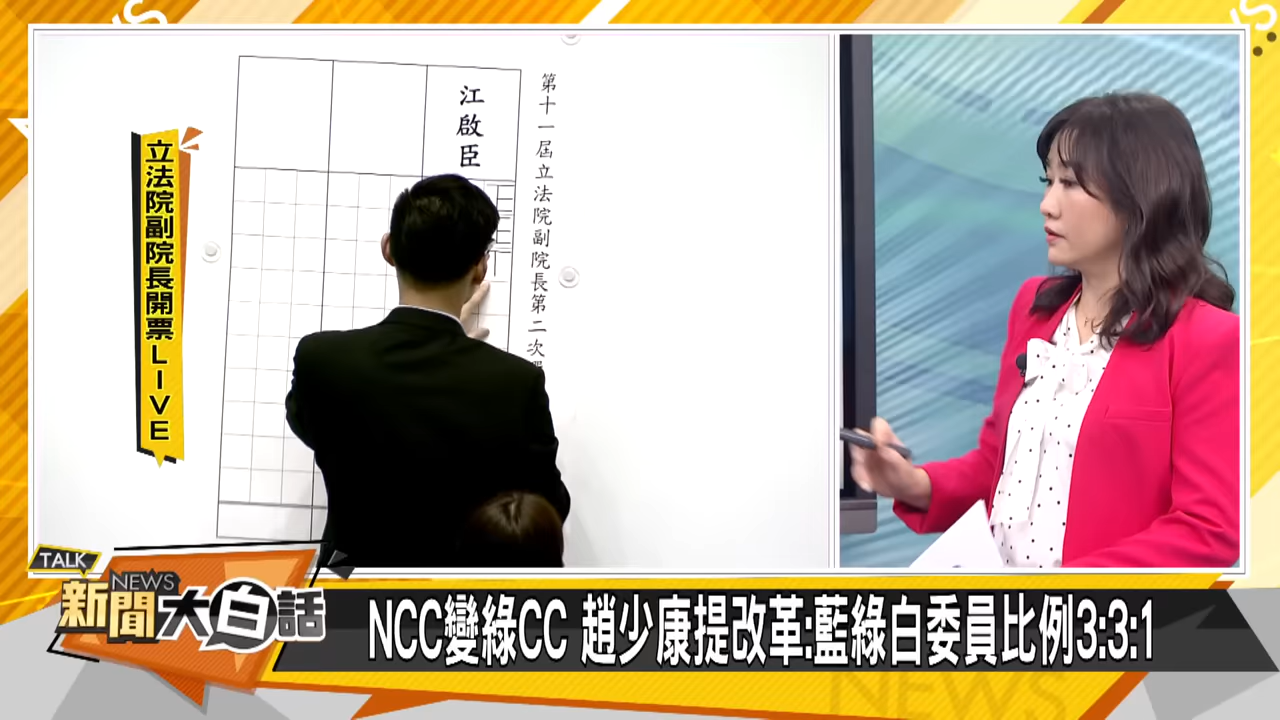 江啟臣
第十一屆立法院副院長第二次
立法院副院長開票LIVE
TALK
NEWS
新聞大白話
NCC變綠CC 趙少康提改革:藍綠白委員比例3:3:1
NEWS